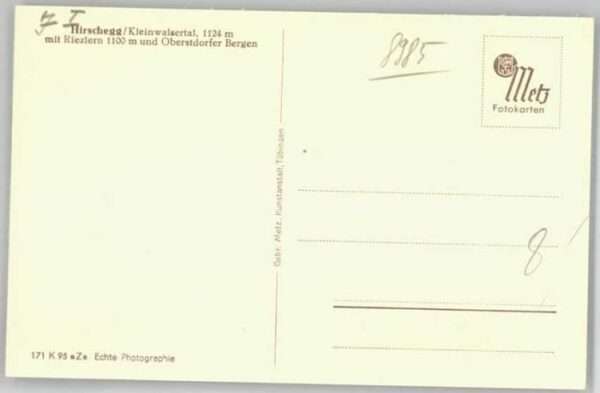 7 I
Hirschegg/Kleinwalsertal, 1124 m
mit Riezlern 1100 m und Oberstdorfer Bergen
8985
Metz
Fotokarten
Gebr. Metz, Kunstanstalt, Tübingen
8
171 K 95 *Z* Echte Photographie